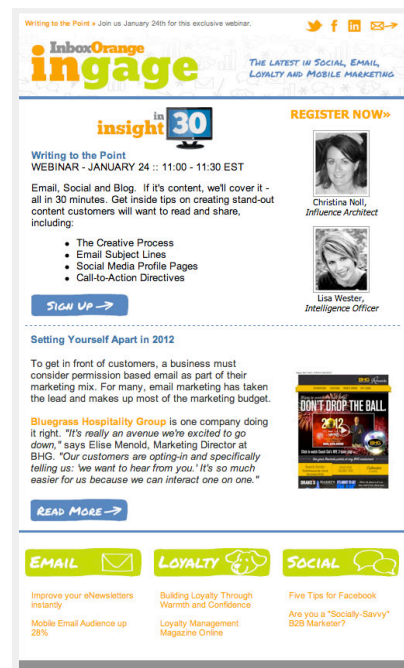 Writing to the Point » Join us January 24th for this exclusive webinar.
InboxOrange
ingage
The latest in Social, Email,
Loyalty and Mobile marketing
in
insight 30
REGISTER NOW»
Writing to the Point
WEBINAR - JANUARY 24 :: 11:00 - 11:30 EST
Email, Social and Blog.  If it's content, we'll cover it -
all in 30 minutes. Get inside tips on creating stand-out
content customers will want to read and share,
including:
• The Creative Process
• Email Subject Lines
• Social Media Profile Pages
• Call-to-Action Directives
Sign Up →
Christina Noll,
Influence Architect
Lisa Wester,
Intelligence Officer
Setting Yourself Apart in 2012
To get in front of customers, a business must
consider permission based email as part of their
marketing mix. For many, email marketing has taken
the lead and makes up most of the marketing budget.
Bluegrass Hospitality Group is one company doing
it right. "It's really an avenue we're excited to go
down," says Elise Menold, Marketing Director at
BHG. "Our customers are opting-in and specifically
telling us: 'we want to hear from you.' It's so much
easier for us because we can interact one on one."
Read More →
BHG
Rewards
DON'T DROP THE BALL.
2012
BHG
Email
Loyalty
Social
Improve your eNewsletters
instantly
Mobile Email Audience up
28%
Building Loyalty Through
Warmth and Confidence
Loyalty Management
Magazine Online
Five Tips for Facebook
Are you a "Socially-Savvy"
B2B Marketer?